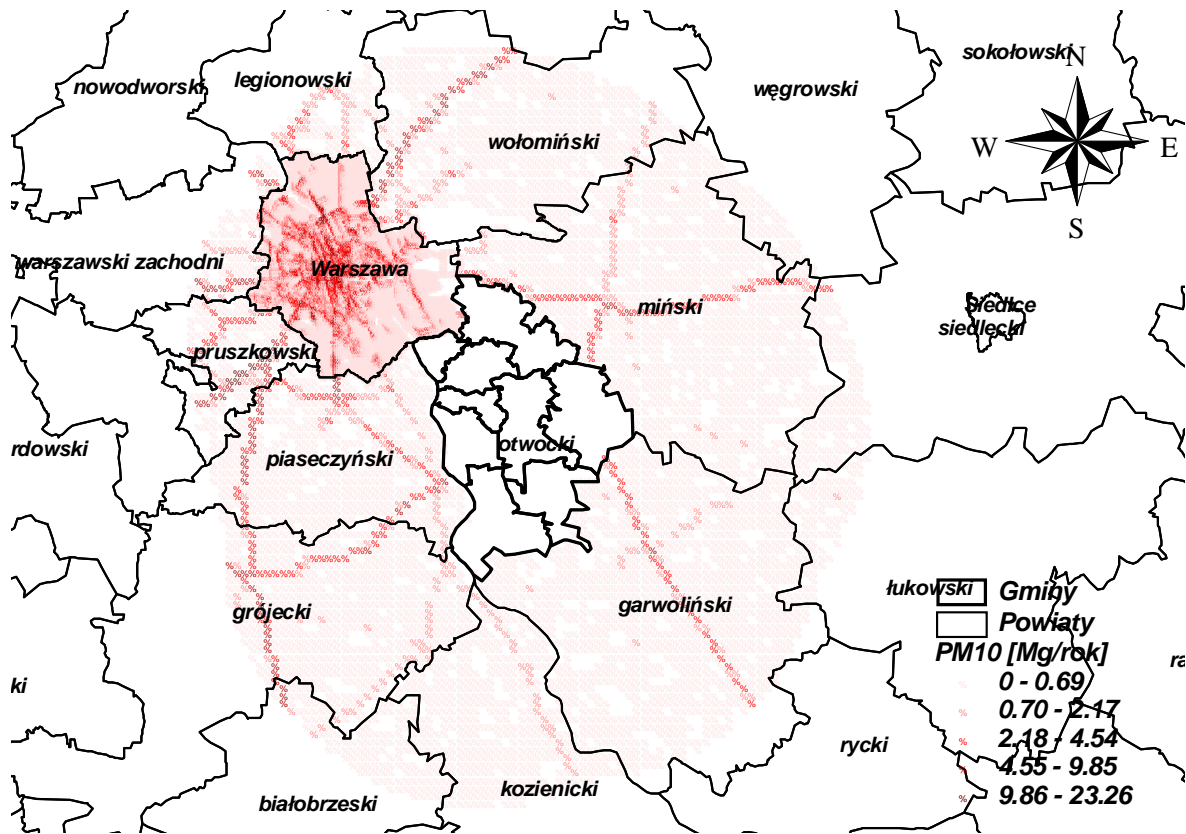 sokołowski
N
nowodworski
legionowski
węgrowski
wołomiński
W
E
S
warszawski zachodni
Warszawa
miński
Siedlce
siedlecki
pruszkowski
rdowski
piaseczyński
otwocki
łukowski
Gminy
grójecki
garwoliński
Powiaty
PM10 [Mg/rok]
ra
ki
0 - 0.69
0.70 - 2.17
2.18 - 4.54
rycki
4.55 - 9.85
kozienicki
białobrzeski
9.86 - 23.26